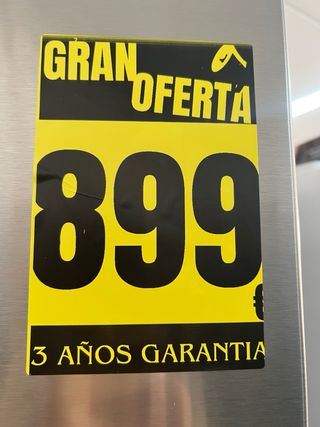 GRAN
OFERTA
899
€
3 AÑOS GARANTIA